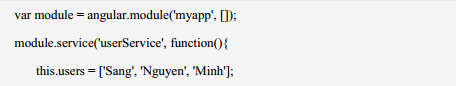 var module = angular.module('myapp', []);
module.service('userService', function(){
this.users = ['Sang', 'Nguyen', 'Minh'];